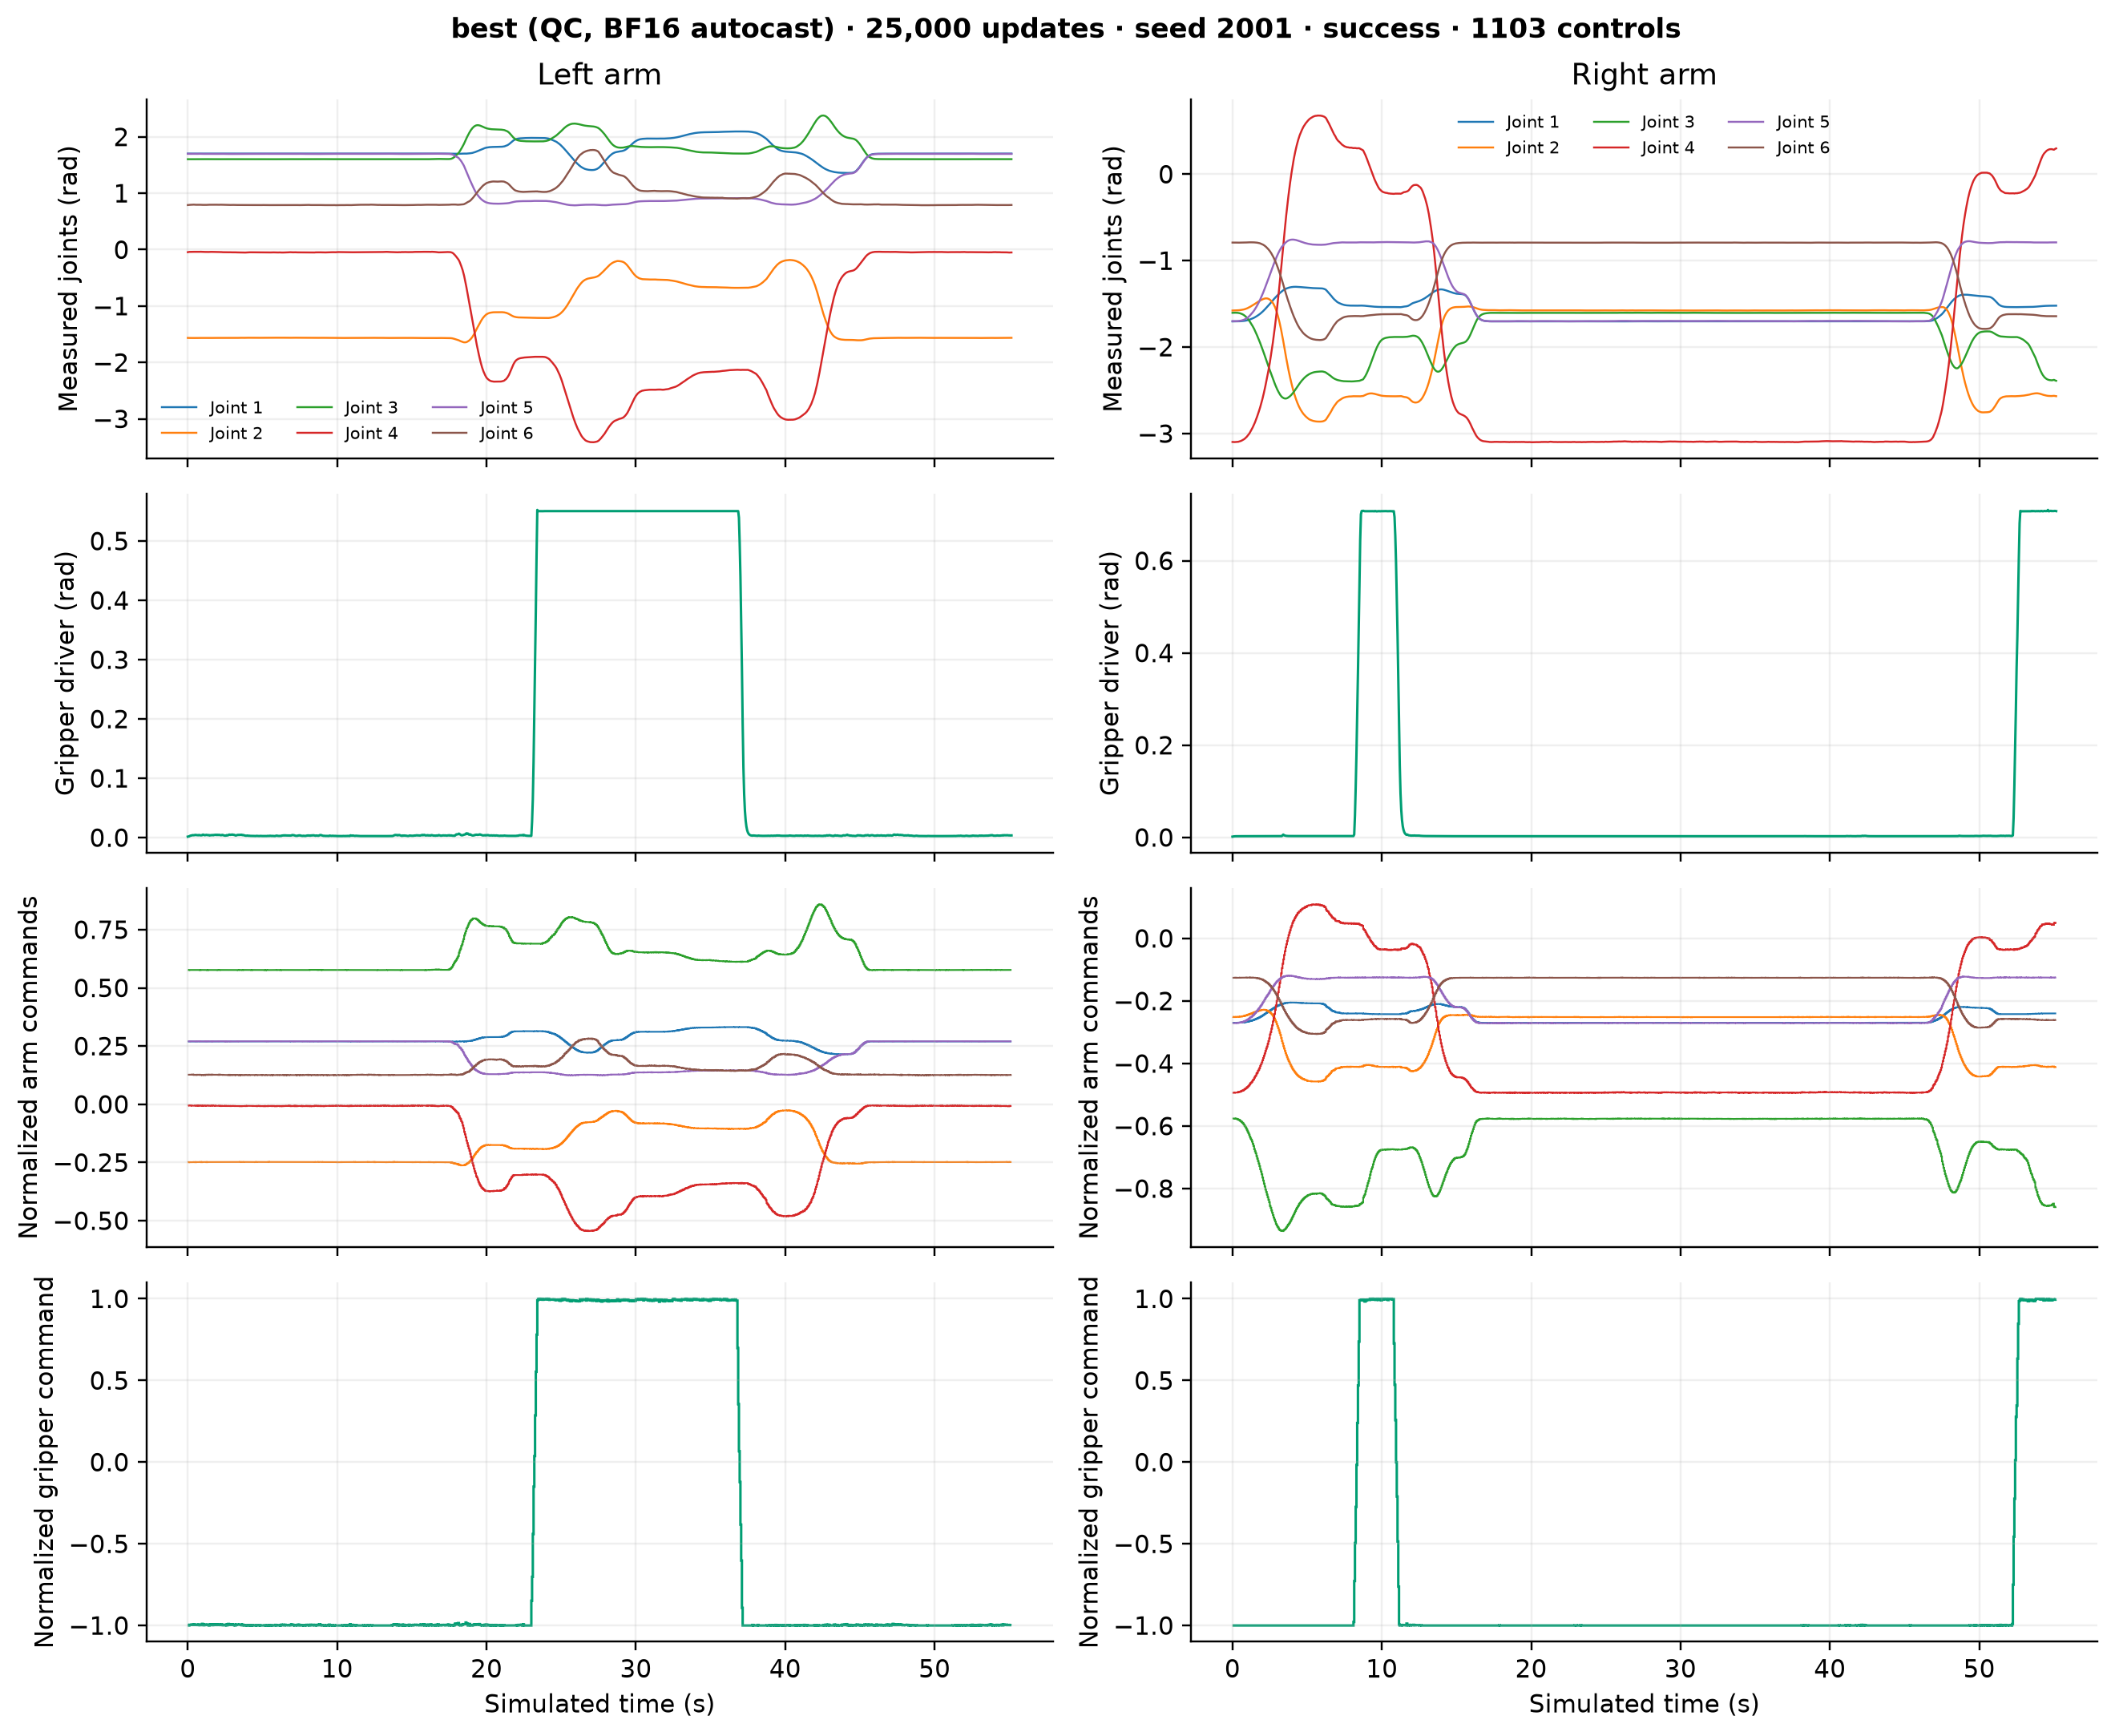 best (QC, BF16 autocast) · 25,000 updates · seed 2001 · success · 1103 controls
Left arm
Right arm
Measured joints (rad)
2
1
0
−1
−2
−3
Joint 1
Joint 3
Joint 5
Joint 2
Joint 4
Joint 6
Measured joints (rad)
0
−1
−2
−3
Joint 1
Joint 3
Joint 5
Joint 2
Joint 4
Joint 6
Gripper driver (rad)
0.5
0.4
0.3
0.2
0.1
0.0
Gripper driver (rad)
0.6
0.4
0.2
0.0
Normalized arm commands
0.75
0.50
0.25
0.00
−0.25
−0.50
Normalized arm commands
0.0
−0.2
−0.4
−0.6
−0.8
Normalized gripper command
1.0
0.5
0.0
−0.5
−1.0
0 10 20 30 40 50
Simulated time (s)
Normalized gripper command
1.0
0.5
0.0
−0.5
−1.0
0 10 20 30 40 50
Simulated time (s)